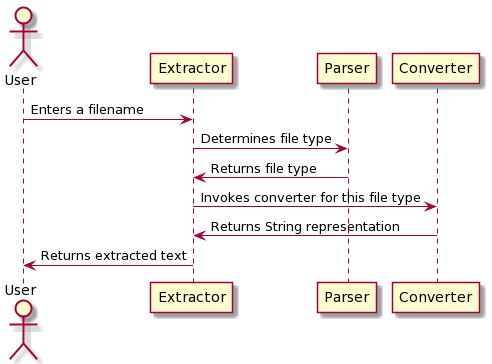 User
Extractor
Parser
Converter
Enters a filename
Determines file type
Returns file type
Invokes converter for this file type
Returns String representation
Returns extracted text
User
Extractor
Parser
Converter